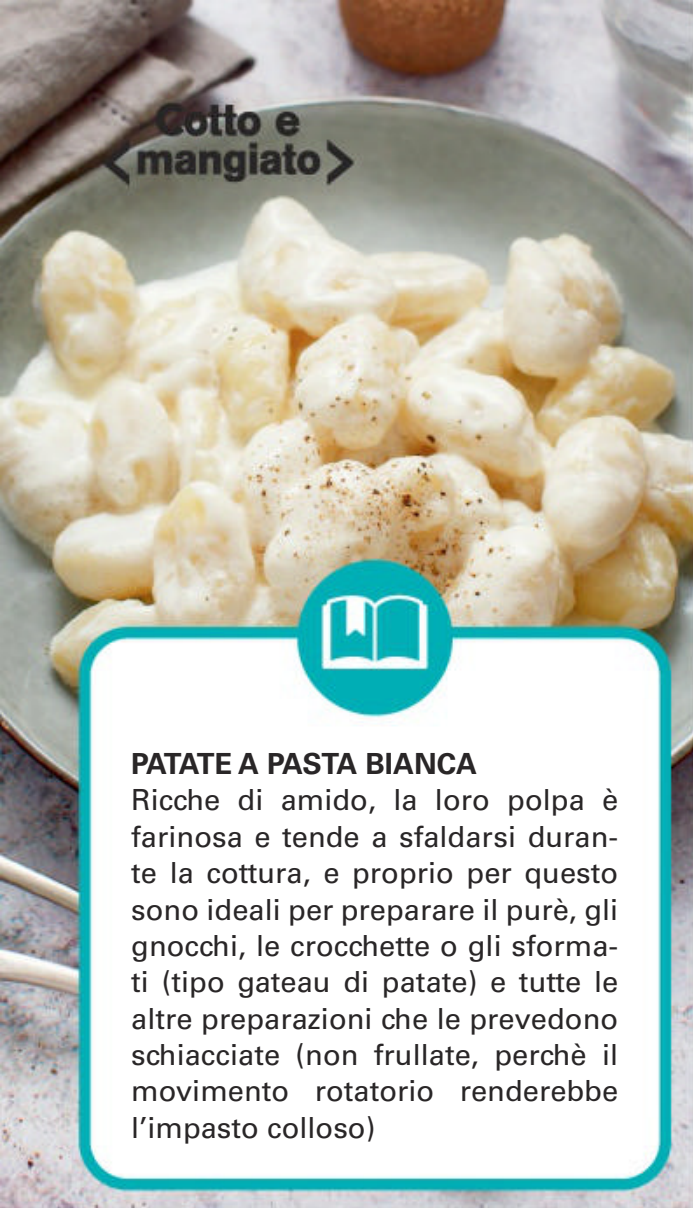 Cotto e
<mangiato>
PATATE A PASTA BIANCA
Ricche di amido, la loro polpa è
farinosa e tende a sfaldarsi duran-
te la cottura, e proprio per questo
sono ideali per preparare il purè, gli
gnocchi, le crocchette o gli sforma-
ti (tipo gateau di patate) e tutte le
altre preparazioni che le prevedono
schiacciate (non frullate, perchè il
movimento rotatorio renderebbe
l'impasto colloso)